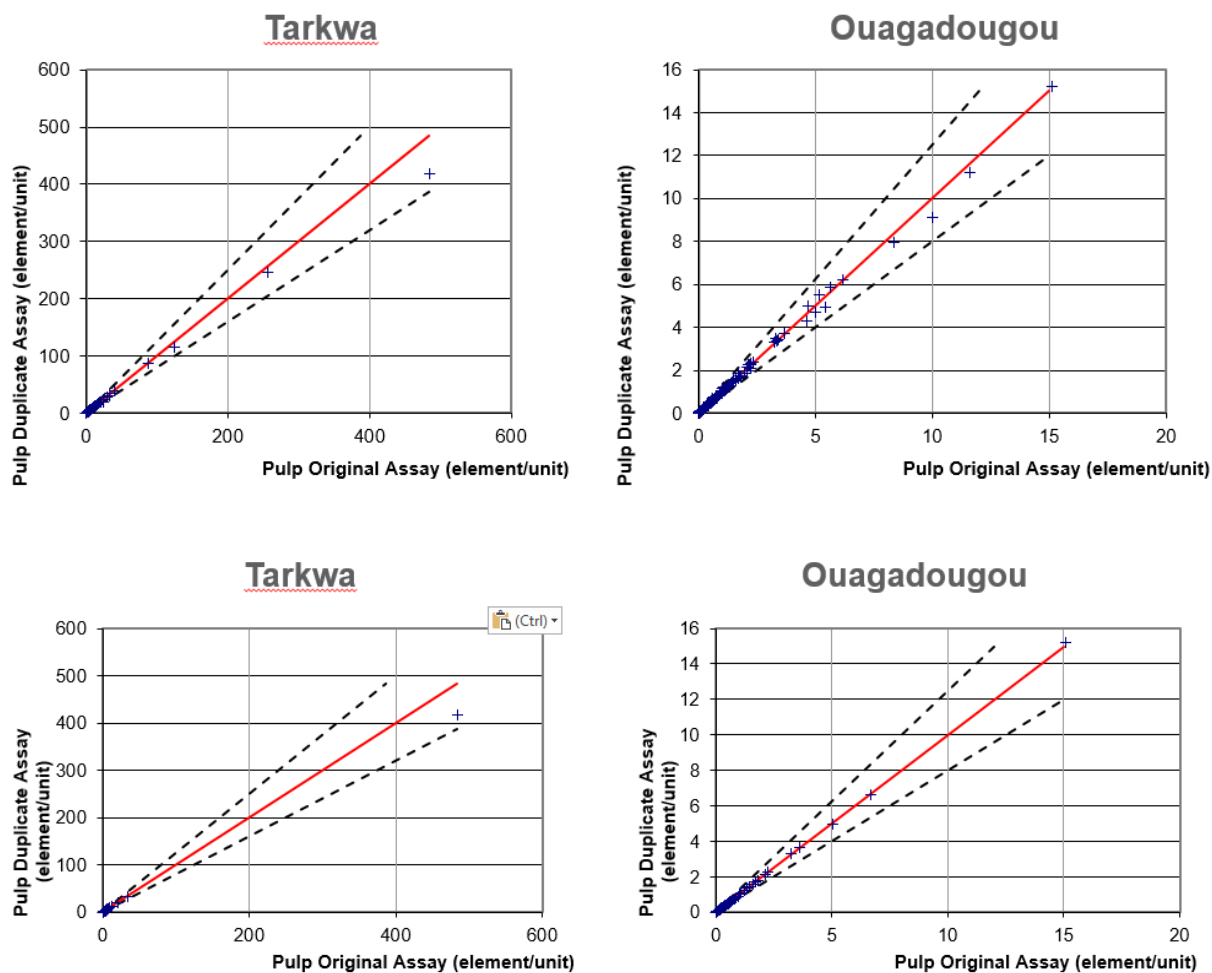 Tarkwa
600
500
400
300
200
100
0
0 200 400 600
Pulp Duplicate Assay (element/unit)
Pulp Original Assay (element/unit)
Ouagadougou
16
14
12
10
8
6
4
2
0
0 5 10 15 20
Pulp Duplicate Assay (element/unit)
Pulp Original Assay (element/unit)
Tarkwa
(Ctrl)
600
500
400
300
200
100
0
0 200 400 600
Pulp Duplicate Assay
(element/unit)
Pulp Original Assay (element/unit)
Ouagadougou
16
14
12
10
8
6
4
2
0
0 5 10 15 20
Pulp Duplicate Assay
(element/unit)
Pulp Original Assay (element/unit)